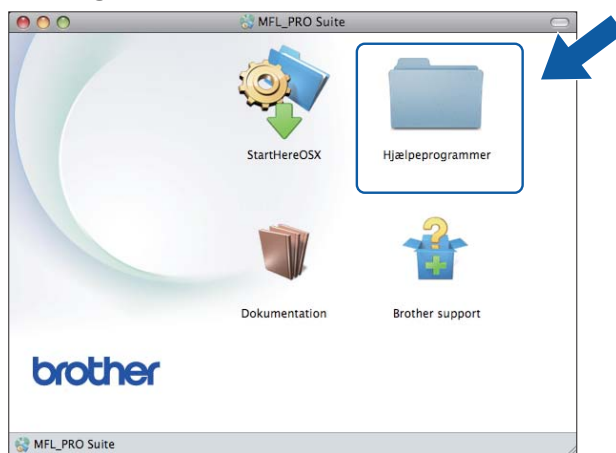 MFL_PRO Suite
StartHereOSX
Hjælpeprogrammer
Dokumentation
Brother support
brother
MFL_PRO Suite